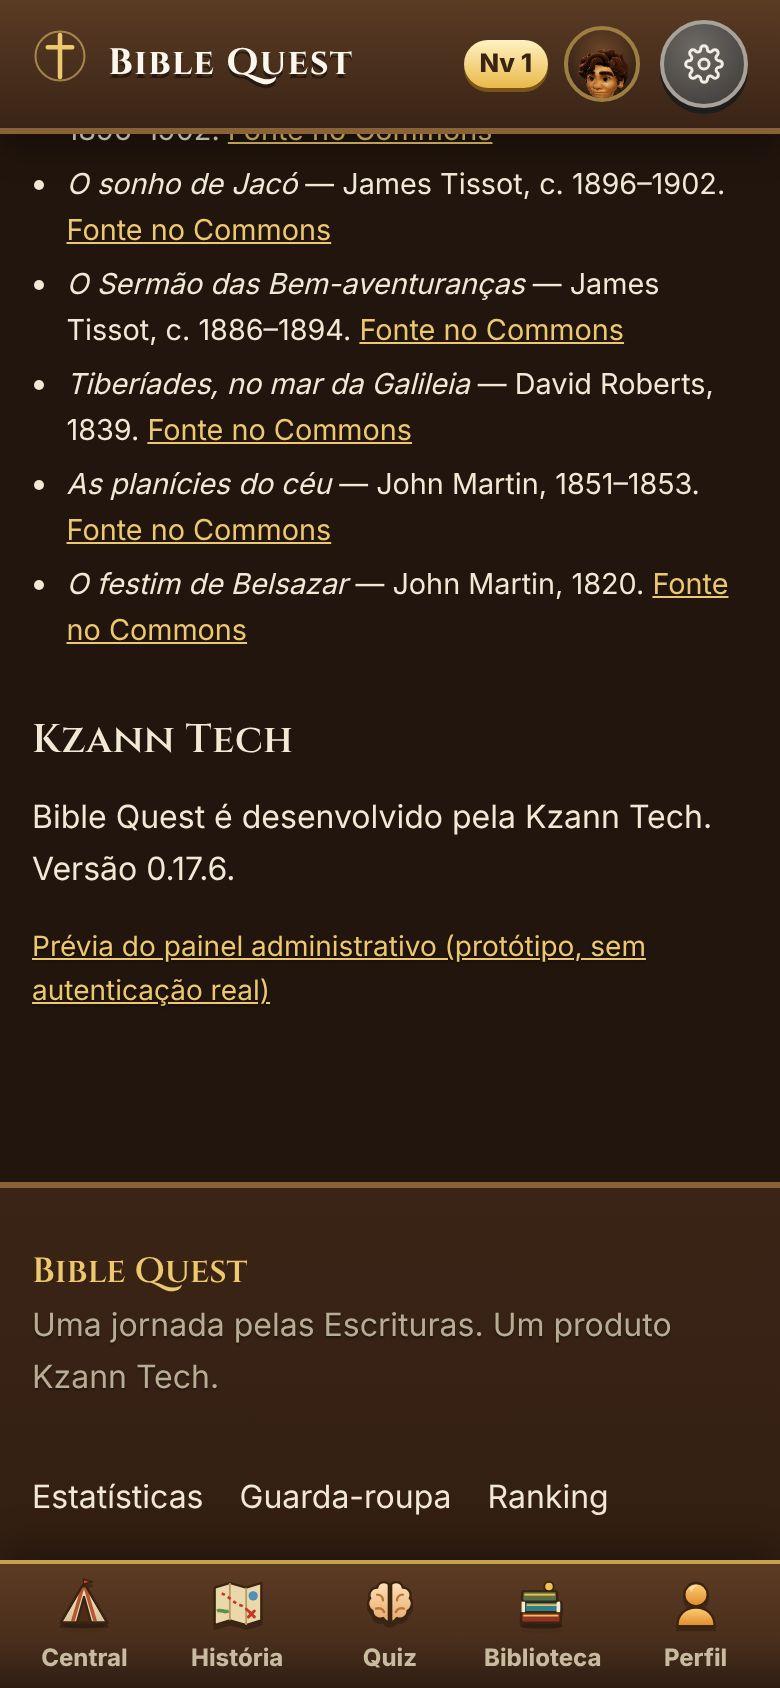 Bible Quest
Nv 1
1896–1902. Fonte no Commons
• O sonho de Jacó — James Tissot, c. 1896–1902.
Fonte no Commons
• O Sermão das Bem-aventuranças — James
Tissot, c. 1886–1894. Fonte no Commons
• Tiberíades, no mar da Galileia — David Roberts,
1839. Fonte no Commons
• As planícies do céu — John Martin, 1851–1853.
Fonte no Commons
• O festim de Belsazar — John Martin, 1820. Fonte
no Commons
Kzann Tech
Bible Quest é desenvolvido pela Kzann Tech.
Versão 0.17.6.
Prévia do painel administrativo (protótipo, sem
autenticação real)
Bible Quest
Uma jornada pelas Escrituras. Um produto
Kzann Tech.
Estatísticas Guarda-roupa Ranking
Central História Quiz Biblioteca Perfil